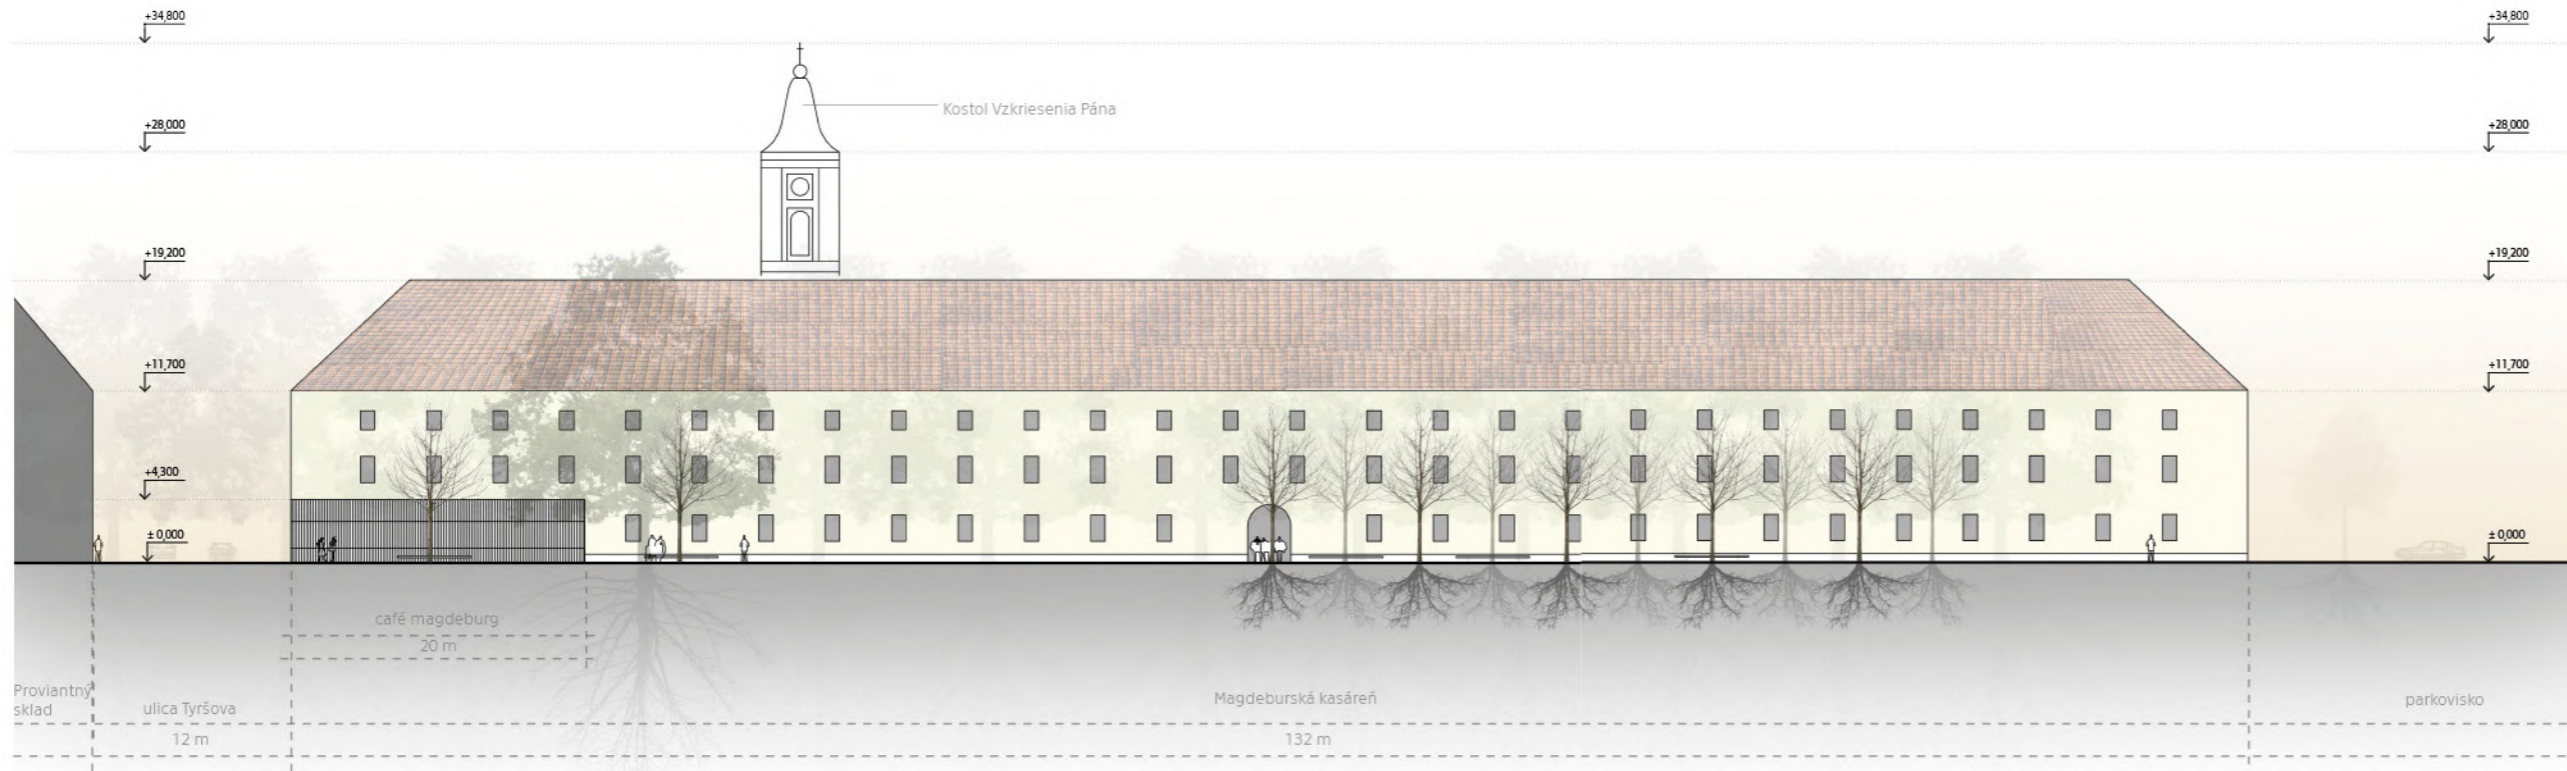 +34,800
+34,800
Kostol Vzkriesenia Pána
+28,000
+28,000
+19,200
+19,200
+11,700
+11,700
+4,300
± 0,000
± 0,000
café magdeburg
20 m
Proviantný
sklad
ulica Tyršova
12 m
Magdeburská kasáreň
132 m
parkovisko